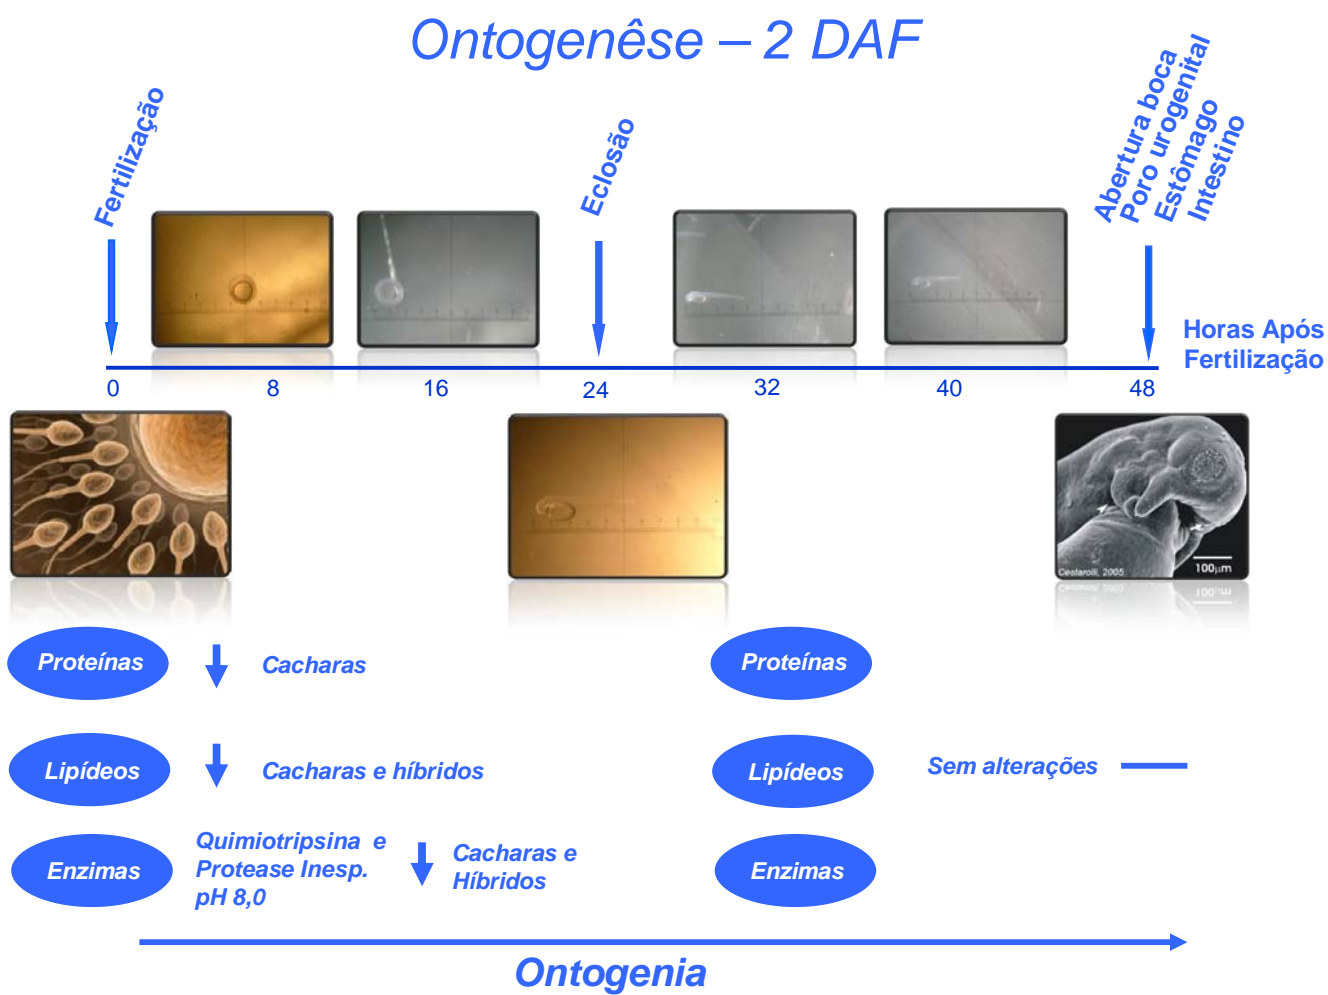 Ontogenêse – 2 DAF
Fertilização
Eclosão
Abertura boca
Poro urogenital
Estômago
Intestino
Horas Após
Fertilização
0 8 16 24 32 40 48
Cestarolli, 2005
100µm
Proteínas
Cacharas
Proteínas
Lipídeos
Cacharas e híbridos
Lipídeos
Sem alterações
Enzimas
Quimiotripsina e
Protease Inesp.
pH 8,0
Cacharas e
Híbridos
Enzimas
Ontogenia